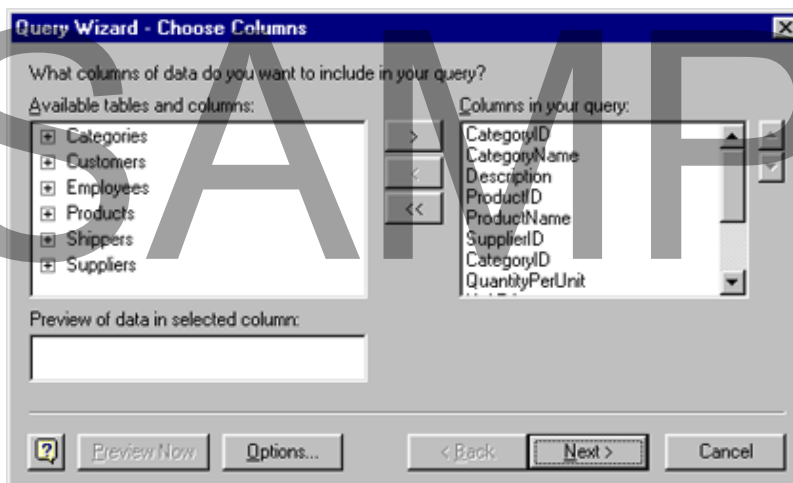 Query Wizard - Choose Columns
What columns of data do you want to include in your query?
Available tables and columns:
Columns in your query:
Categories
Customers
Employees
Products
Shippers
Suppliers
>
<
<<
CategoryID
CategoryName
Description
ProductID
ProductName
SupplierID
CategoryID
QuantityPerUnit
Preview of data in selected column:
Preview Now
Options...
< Back
Next >
Cancel
SAMP